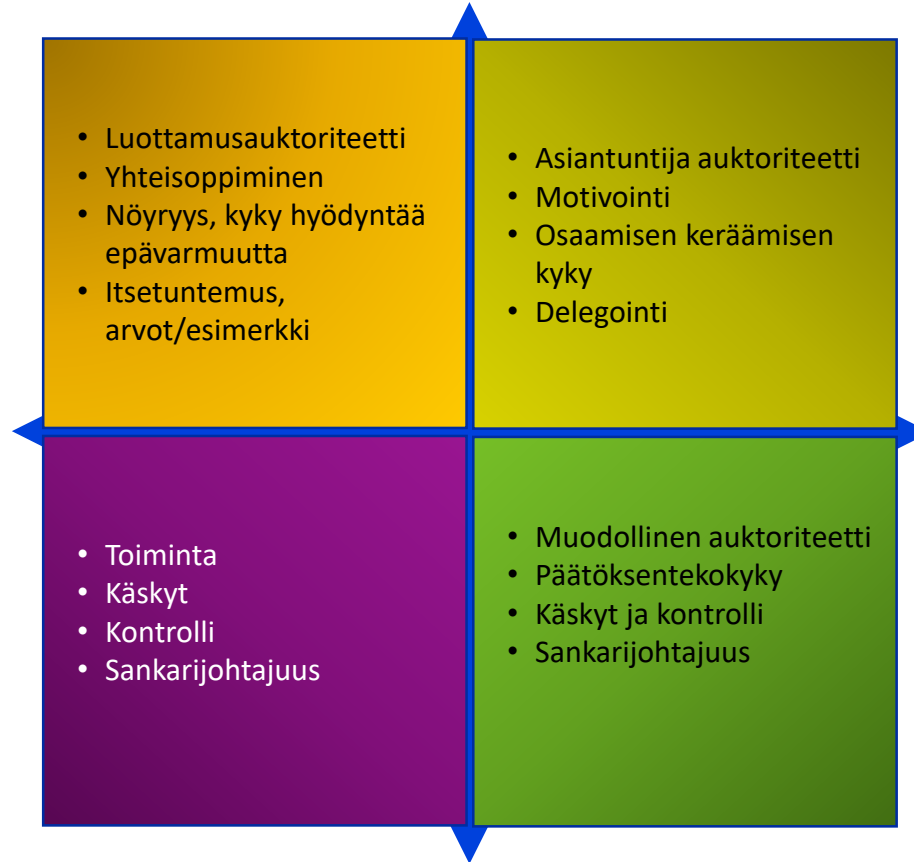 • Luottamusauktoriteetti
• Yhteisoppiminen
• Nöyryys, kyky hyödyntää
epävarmuutta
• Itsetuntemus,
arvot/esimerkki
• Asiantuntija auktoriteetti
• Motivointi
• Osaamisen keräämisen
kyky
• Delegointi
• Toiminta
• Käskyt
• Kontrolli
• Sankarijohtajuus
• Muodollinen auktoriteetti
• Päätöksentekokyky
• Käskyt ja kontrolli
• Sankarijohtajuus